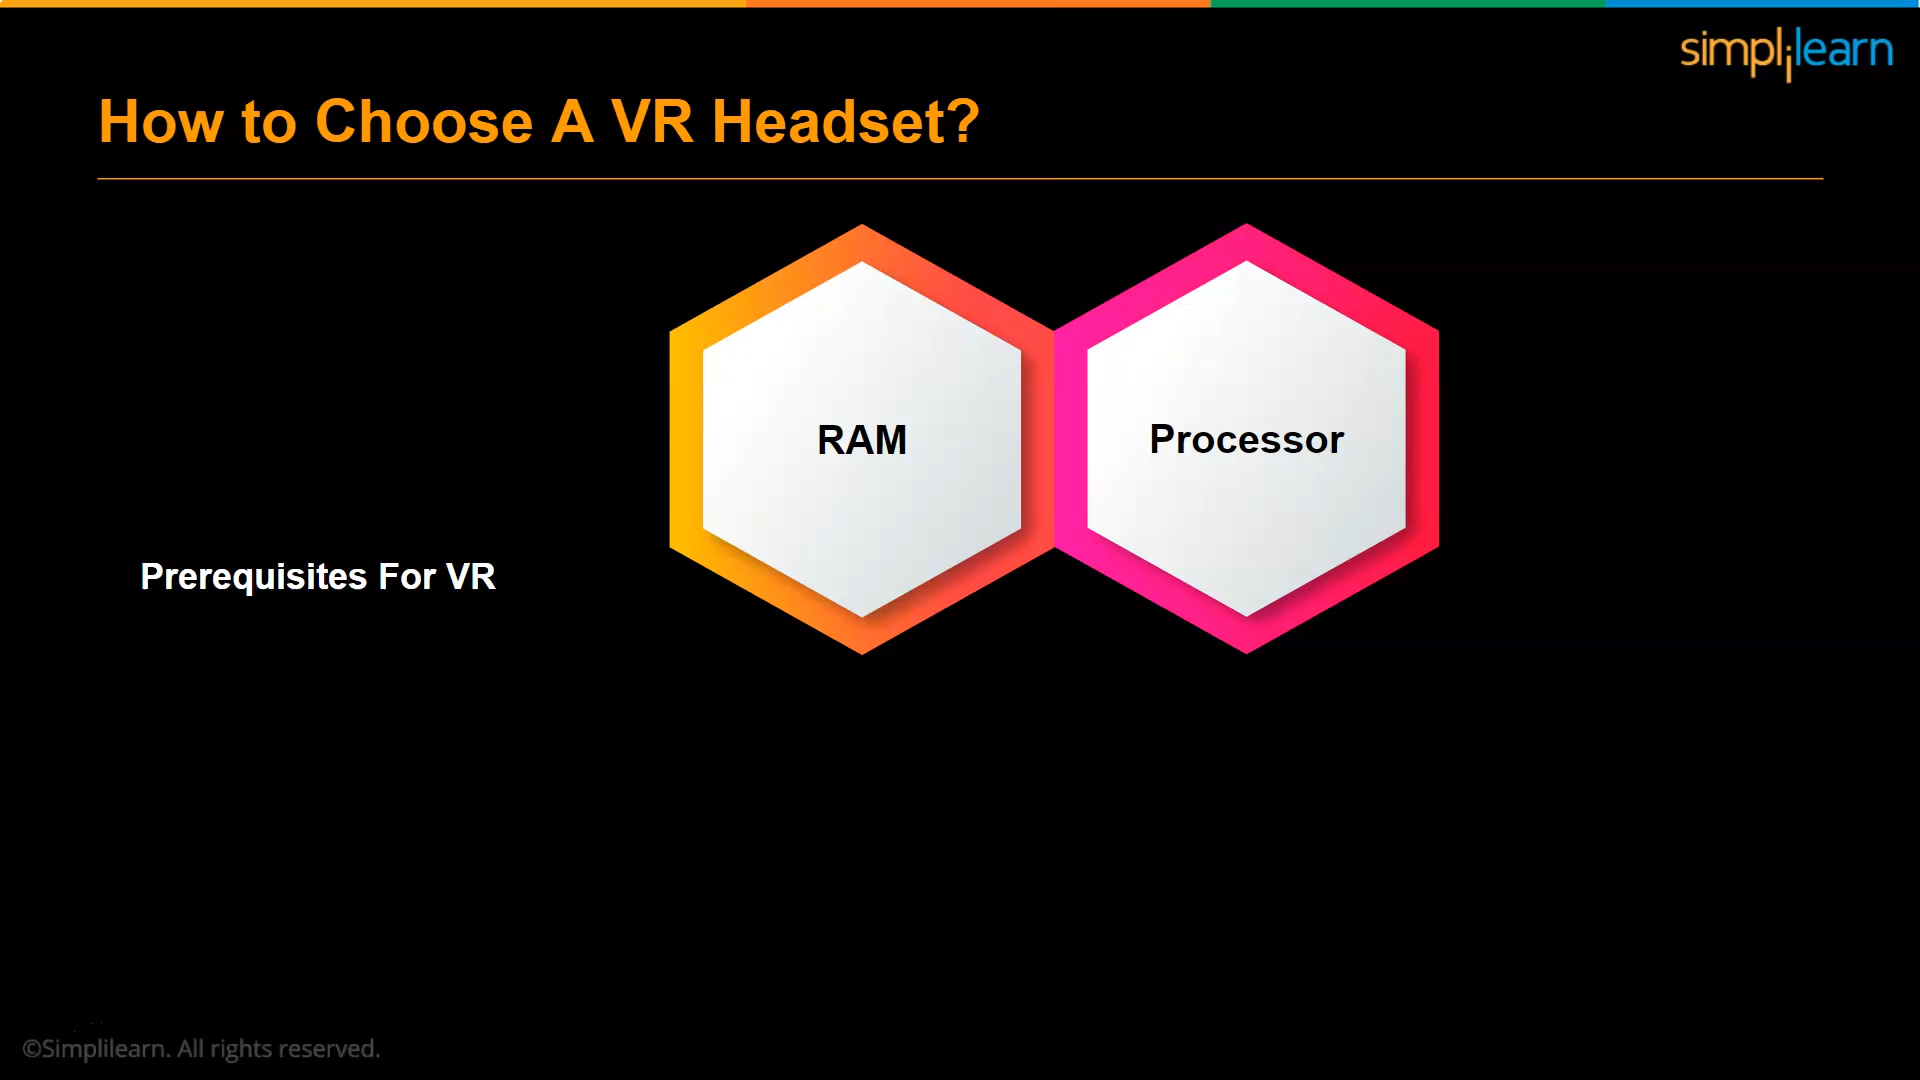 simplilearn
How to Choose A VR Headset?
RAM
Processor
Prerequisites For VR
©Simplilearn. All rights reserved.